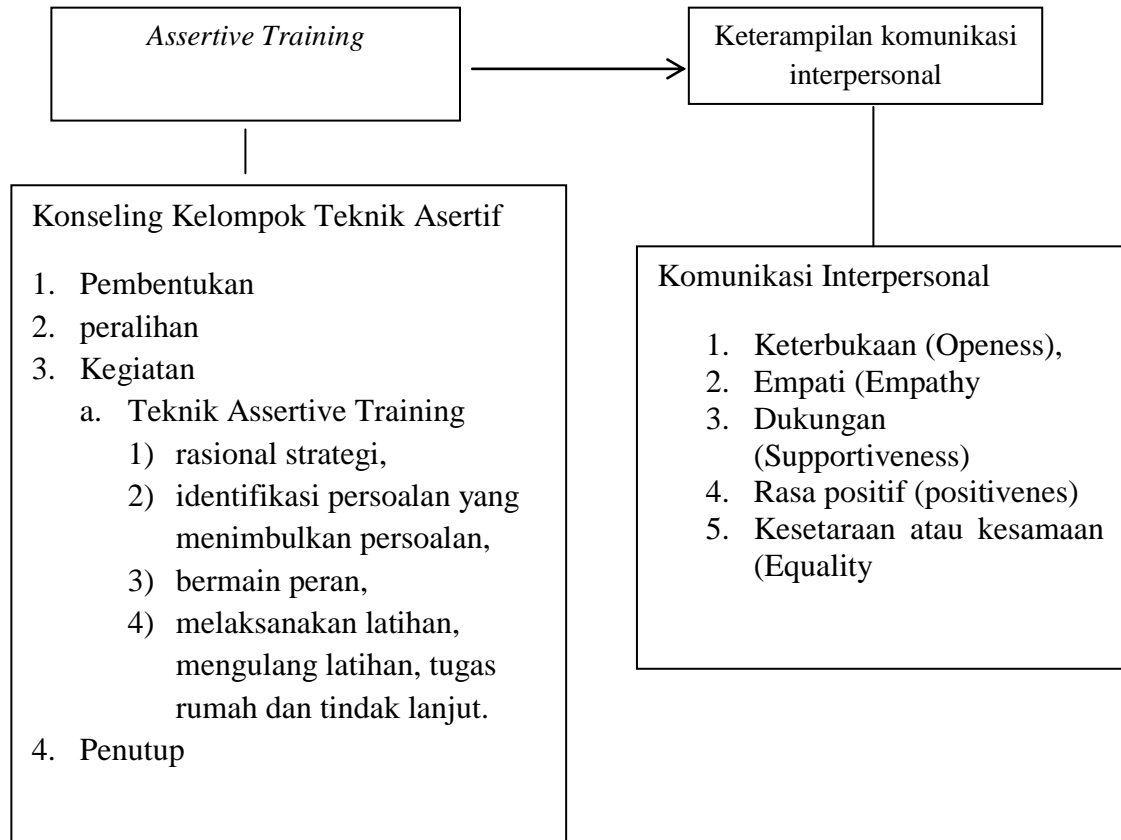 Assertive Training
Keterampilan komunikasi
interpersonal
Konseling Kelompok Teknik Asertif
1. Pembentukan
2. peralihan
3. Kegiatan
a. Teknik Assertive Training
1) rasional strategi,
2) identifikasi persoalan yang
menimbulkan persoalan,
3) bermain peran,
4) melaksanakan latihan,
mengulang latihan, tugas
rumah dan tindak lanjut.
4. Penutup
Komunikasi Interpersonal
1. Keterbukaan (Openess),
2. Empati (Empathy
3. Dukungan
(Supportiveness)
4. Rasa positif (positivenes)
5. Kesetaraan atau kesamaan
(Equality